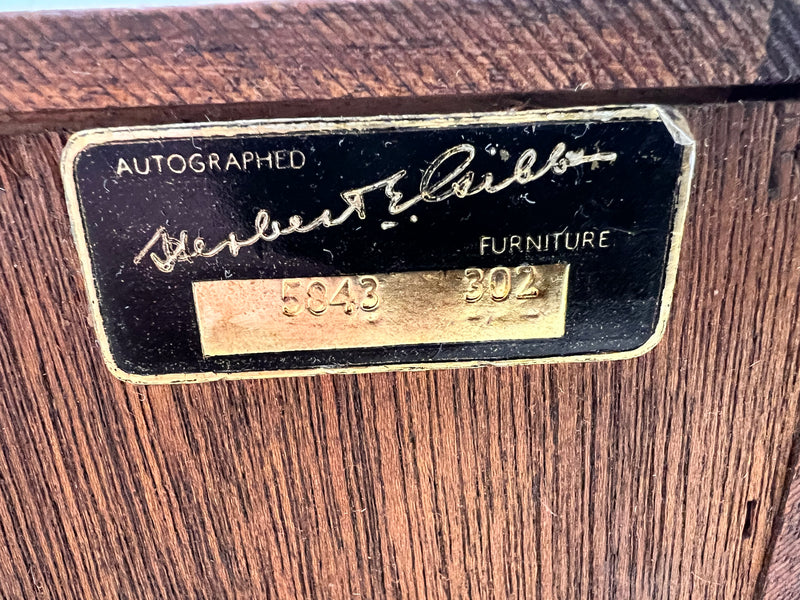 AUTOGRAPHED
Herbert E. Gibbs
FURNITURE
5843 302